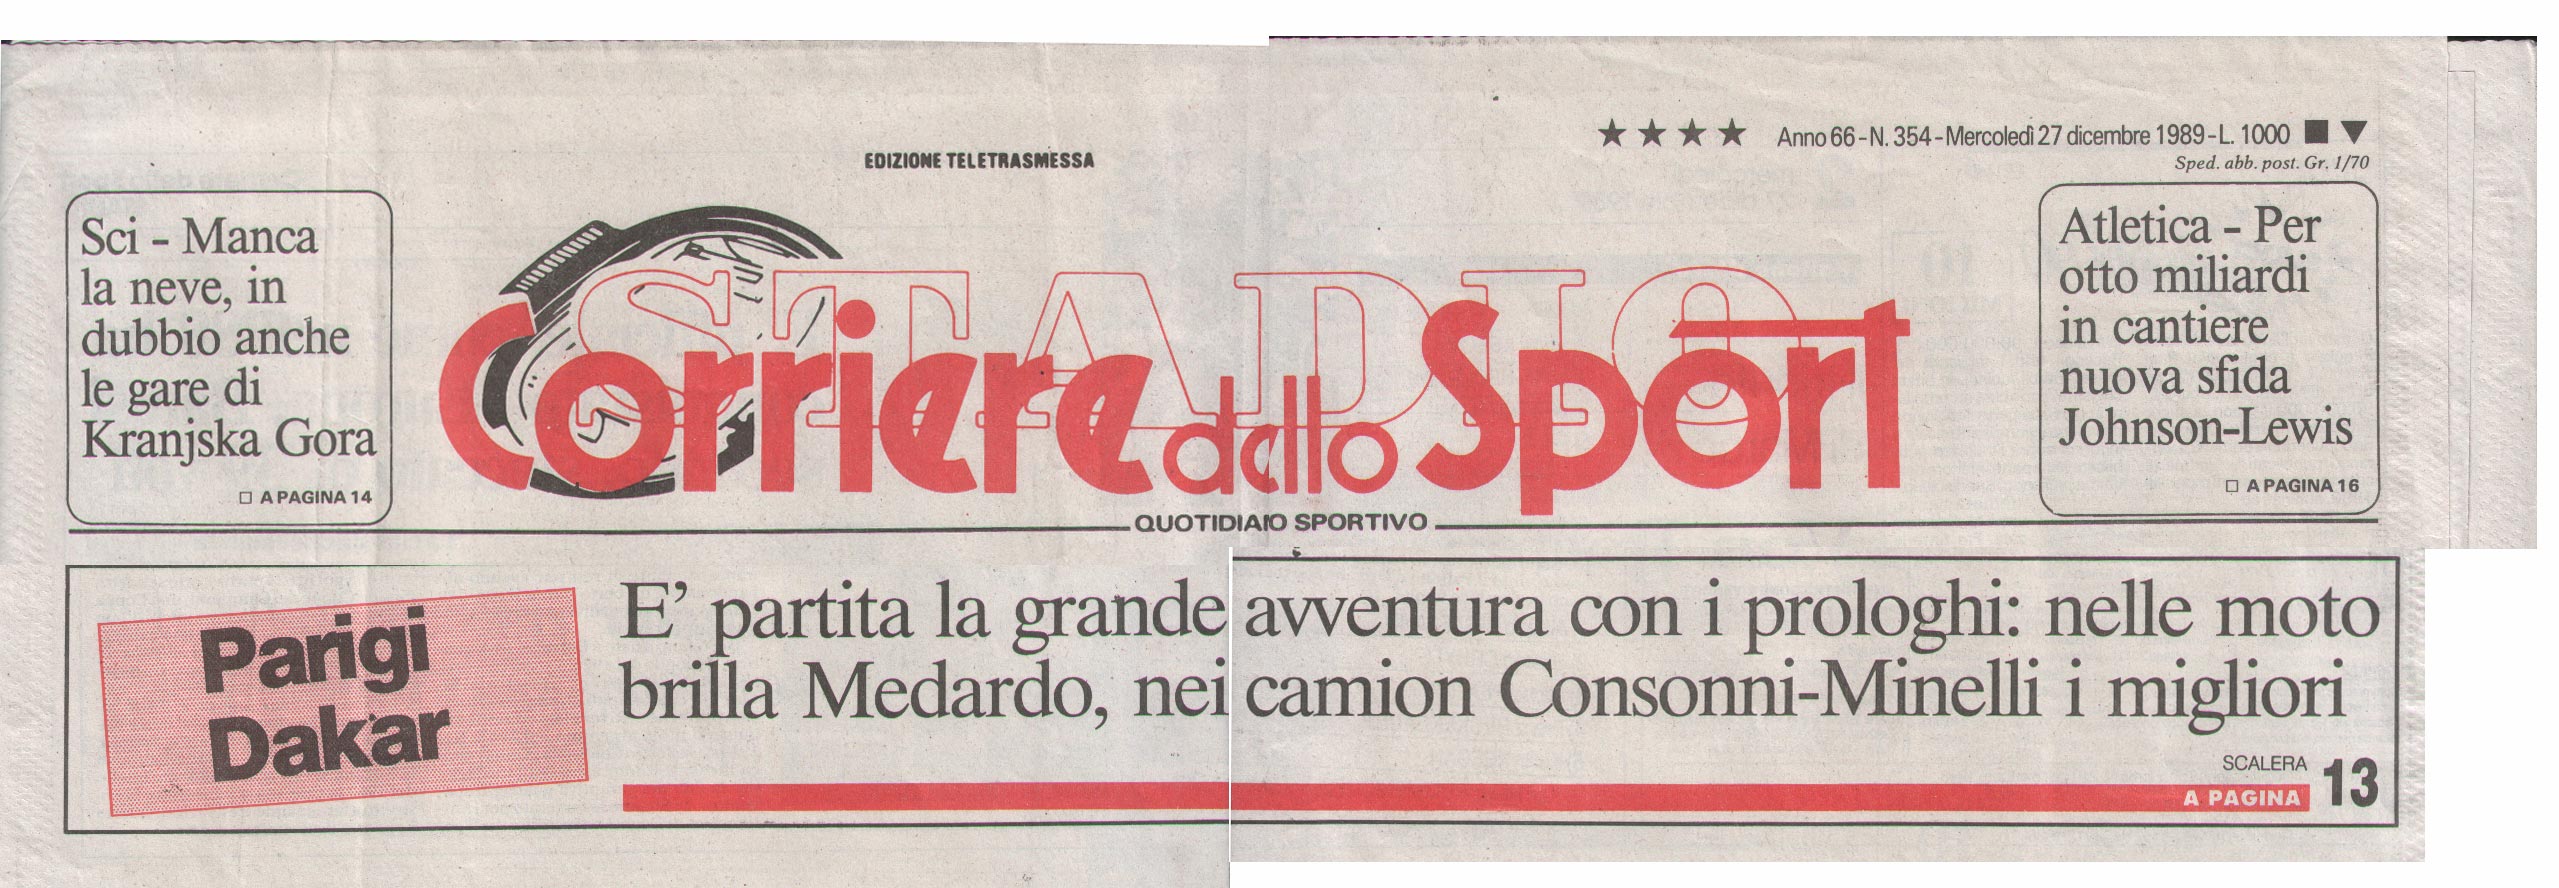 ★★★★ Anno 66 - N. 354 - Mercoledì 27 dicembre 1989 - L. 1000 ■ ▼
Sped. abb. post. Gr. 1/70
EDIZIONE TELETRASMESSA
Sci - Manca
la neve, in
dubbio anche
le gare di
Kranjska Gora
□ A PAGINA 14
STADIO
Corriere dello Sport
QUOTIDIANO SPORTIVO
Atletica - Per
otto miliardi
in cantiere
nuova sfida
Johnson-Lewis
□ A PAGINA 16
Parigi
Dakar
E' partita la grande avventura con i prologhi: nelle moto
brilla Medardo, nei camion Consonni-Minelli i migliori
SCALERA
A PAGINA 13